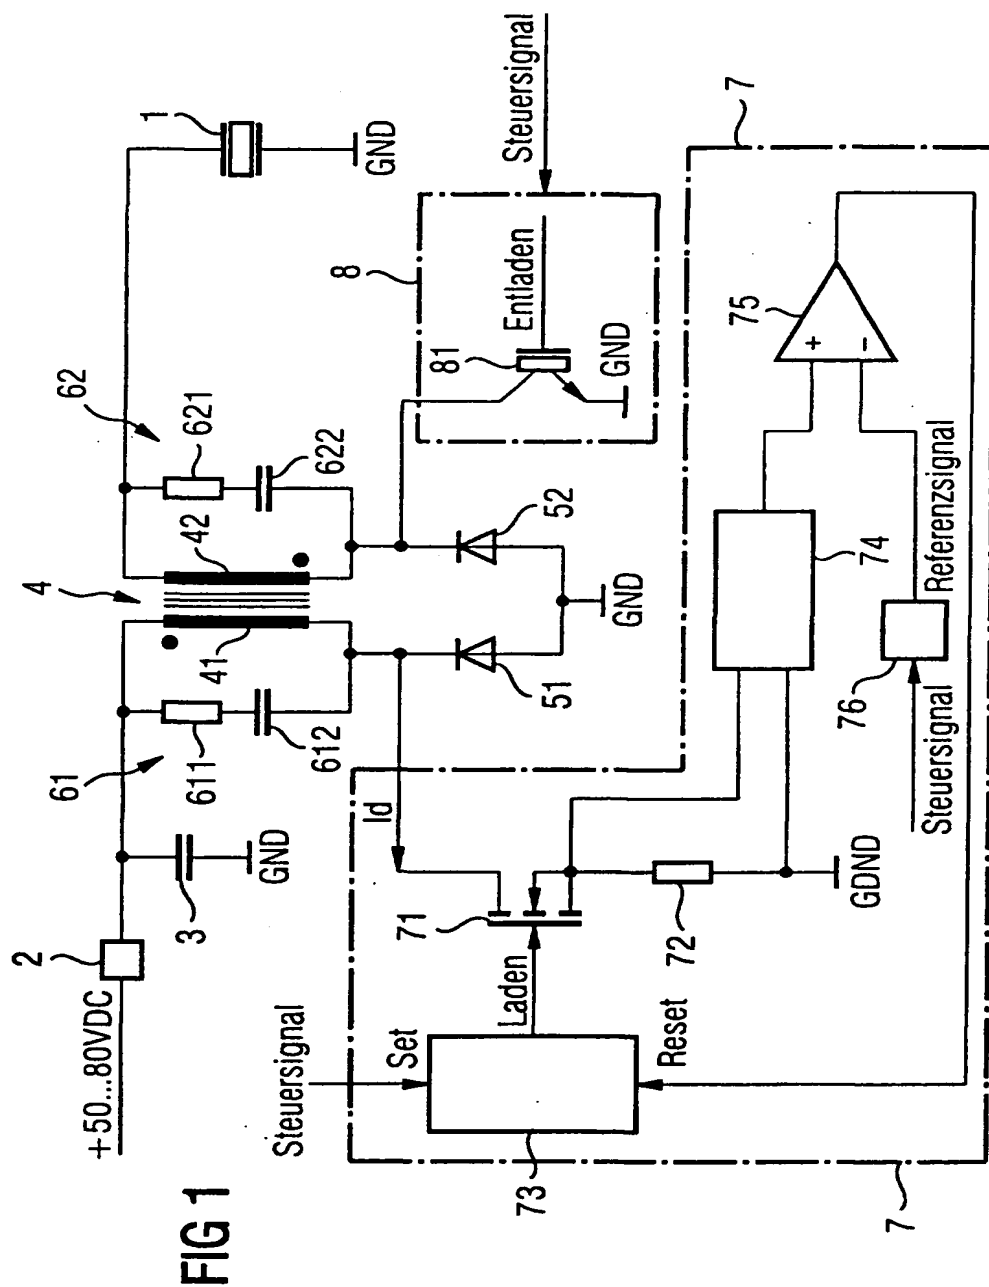 FIG 1
+50...80VDC
2
3
GND
61
611
612
4
41
42
62
621
622
1
GND
51
52
GND
8
81
Entladen
GND
Steuersignal
7
Steuersignal
Set
Laden
73
Reset
71
Id
72
GDND
74
75
+
–
76
Referenzsignal
Steuersignal
7